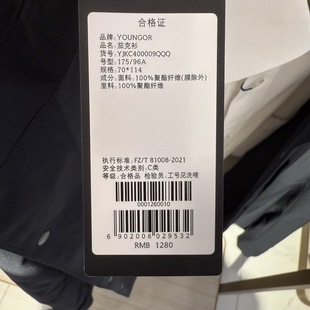 合格证
品牌: YOUNGOR
品名: 茄克衫
货号: YJKC400009QQQ
号型: 175/96A
规格: 70*114
成分: 面料: 100%聚酯纤维(膜除外)
里料: 100%聚酯纤维
执行标准: FZ/T 81008-2021
安全技术类别: C类
等级: 合格品 检验员: 工号见洗唛
0001260010
6 902006 029532
RMB 1280